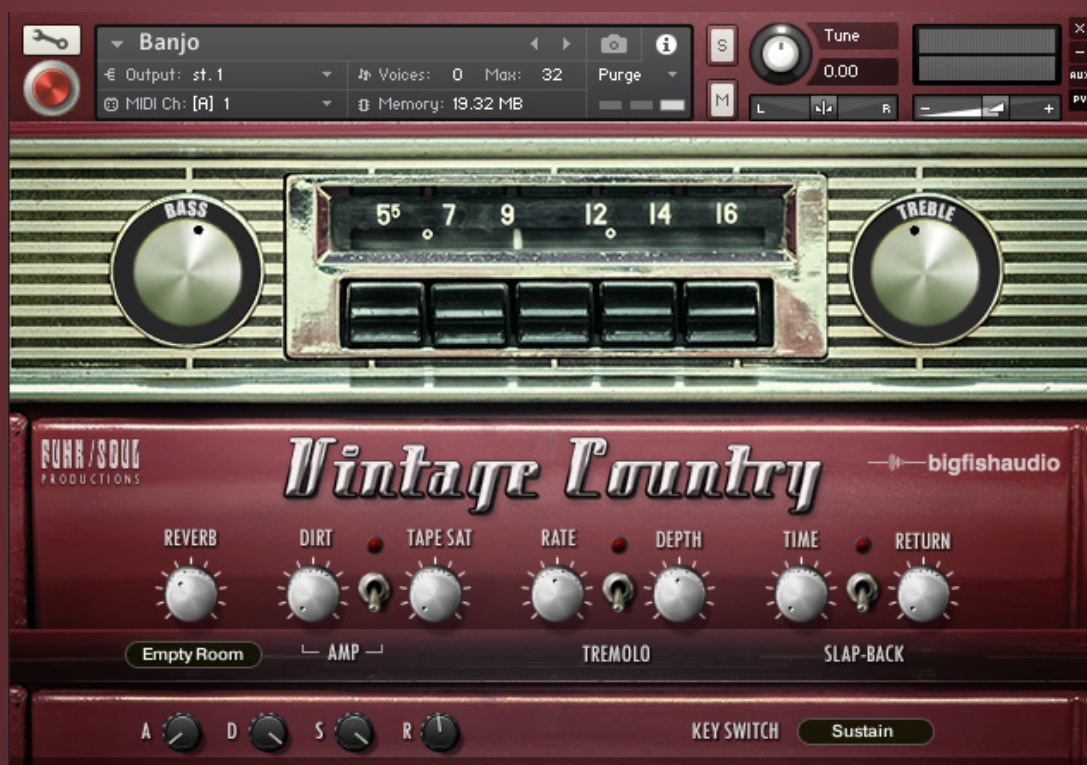 Banjo
S
Tune
×
Output: st. 1
Voices: 0 Max: 32
Purge
0.00
−
AUX
MIDI Ch: [A] 1
Memory: 19.32 MB
M
L R
− +
PV
BASS
5⁵ 7 9 12 14 16
TREBLE
FUNK/SOUL
PRODUCTIONS
Vintage Country
bigfishaudio
REVERB
DIRT
TAPE SAT
RATE
DEPTH
TIME
RETURN
Empty Room
AMP
TREMOLO
SLAP-BACK
A D S R
KEY SWITCH
Sustain